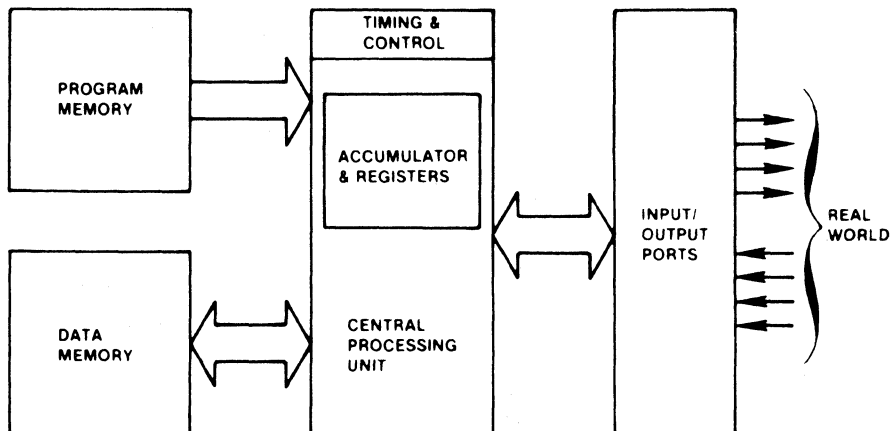 PROGRAM
MEMORY
TIMING &
CONTROL
ACCUMULATOR
& REGISTERS
INPUT/
OUTPUT
PORTS
REAL
WORLD
DATA
MEMORY
CENTRAL
PROCESSING
UNIT